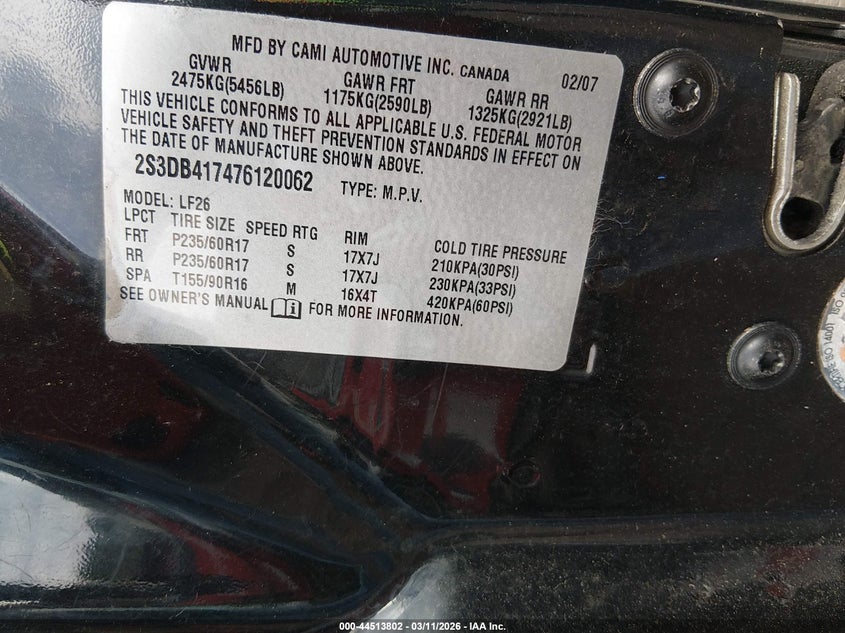 MFD BY CAMI AUTOMOTIVE INC. CANADA 02/07
GVWR GAWR FRT GAWR RR
2475KG(5456LB) 1175KG(2590LB) 1325KG(2921LB)
THIS VEHICLE CONFORMS TO ALL APPLICABLE U.S. FEDERAL MOTOR
VEHICLE SAFETY AND THEFT PREVENTION STANDARDS IN EFFECT ON
THE DATE OF MANUFACTURE SHOWN ABOVE.
2S3DB417476120062 TYPE: M.P.V.
MODEL: LF26
LPCT TIRE SIZE SPEED RTG RIM COLD TIRE PRESSURE
FRT P235/60R17 S 17X7J 210KPA(30PSI)
RR P235/60R17 S 17X7J 230KPA(33PSI)
SPA T155/90R16 M 16X4T 420KPA(60PSI)
SEE OWNER'S MANUAL i FOR MORE INFORMATION.
ISO 14001
000-44513802 - 03/11/2026 - IAA Inc.